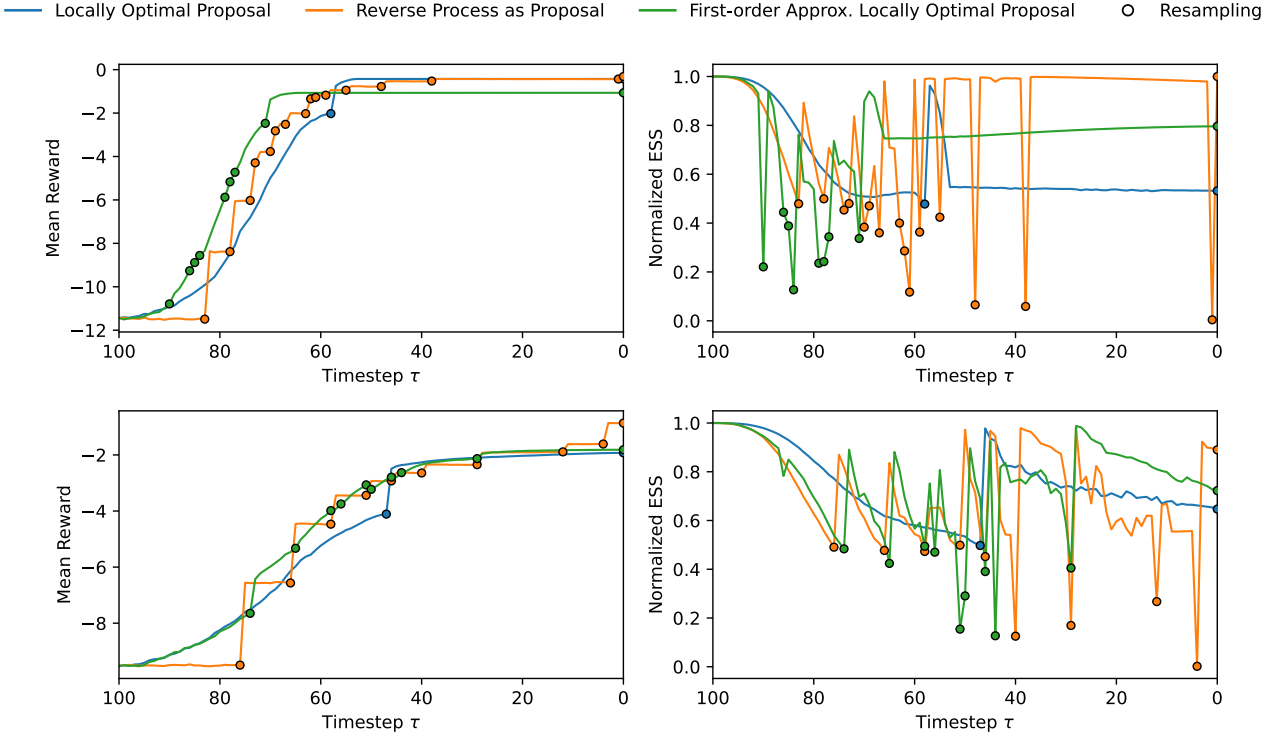 Locally Optimal Proposal Reverse Process as Proposal First-order Approx. Locally Optimal Proposal Resampling
0
−2
−4
−6
−8
−10
−12
Mean Reward
100 80 60 40 20 0
Timestep τ
1.0
0.8
0.6
0.4
0.2
0.0
Normalized ESS
100 80 60 40 20 0
Timestep τ
−2
−4
−6
−8
Mean Reward
100 80 60 40 20 0
Timestep τ
1.0
0.8
0.6
0.4
0.2
0.0
Normalized ESS
100 80 60 40 20 0
Timestep τ